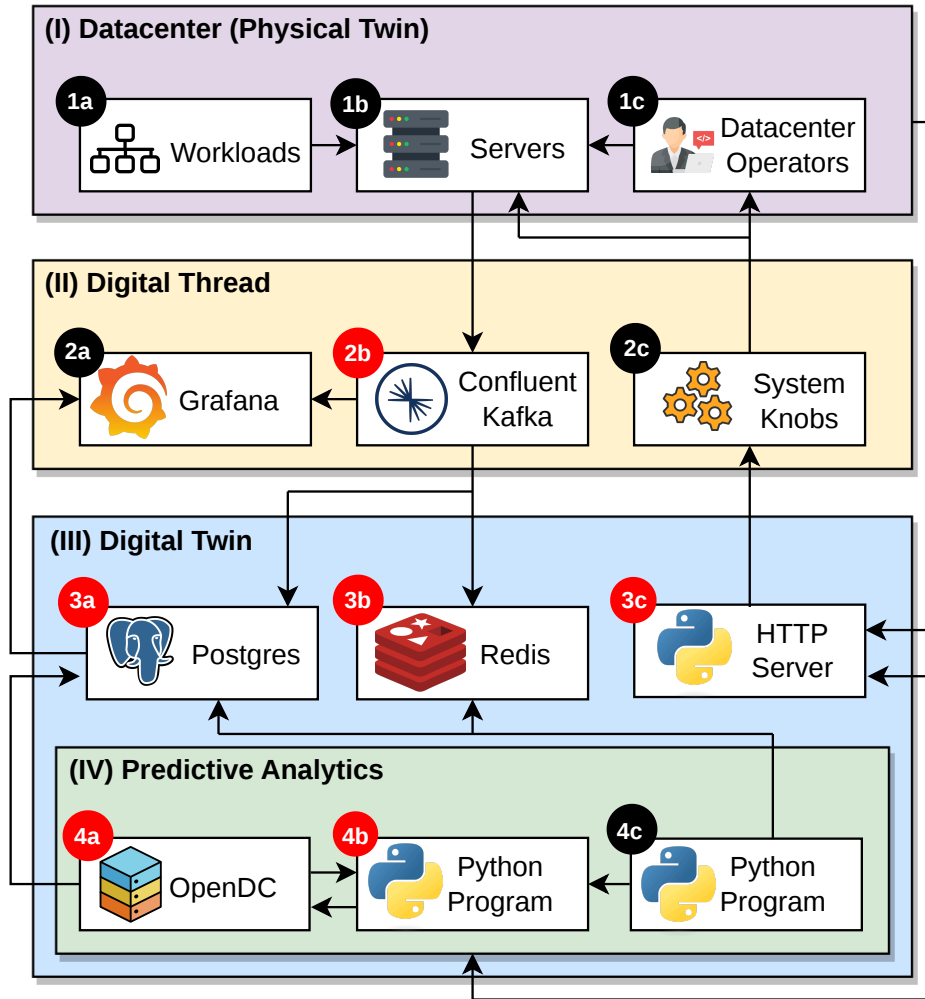 (I) Datacenter (Physical Twin)
1a
Workloads
1b
Servers
1c
</>
Datacenter
Operators
(II) Digital Thread
2a
Grafana
2b
Confluent
Kafka
2c
System
Knobs
(III) Digital Twin
3a
Postgres
3b
Redis
3c
HTTP
Server
(IV) Predictive Analytics
4a
OpenDC
4b
Python
Program
4c
Python
Program